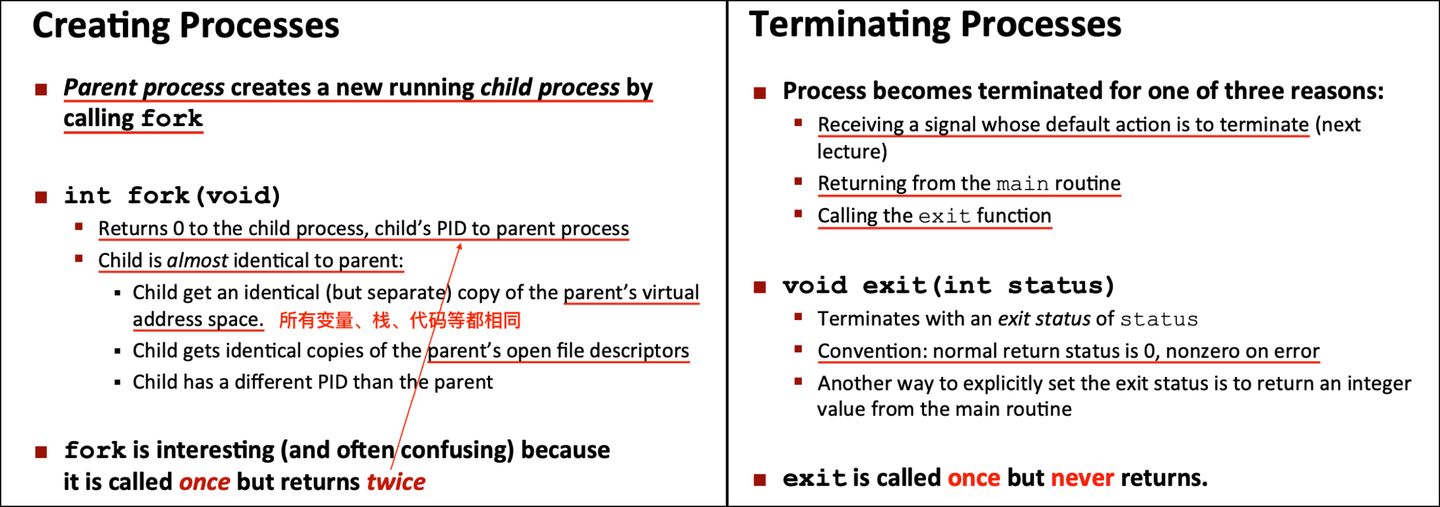 Creating Processes
Parent process creates a new running child process by
calling fork
int fork(void)
Returns 0 to the child process, child's PID to parent process
Child is almost identical to parent:
Child get an identical (but separate) copy of the parent's virtual
address space. 所有变量、栈、代码等都相同
Child gets identical copies of the parent's open file descriptors
Child has a different PID than the parent
fork is interesting (and often confusing) because
it is called once but returns twice
Terminating Processes
Process becomes terminated for one of three reasons:
Receiving a signal whose default action is to terminate (next
lecture)
Returning from the main routine
Calling the exit function
void exit(int status)
Terminates with an exit status of status
Convention: normal return status is 0, nonzero on error
Another way to explicitly set the exit status is to return an integer
value from the main routine
exit is called once but never returns.